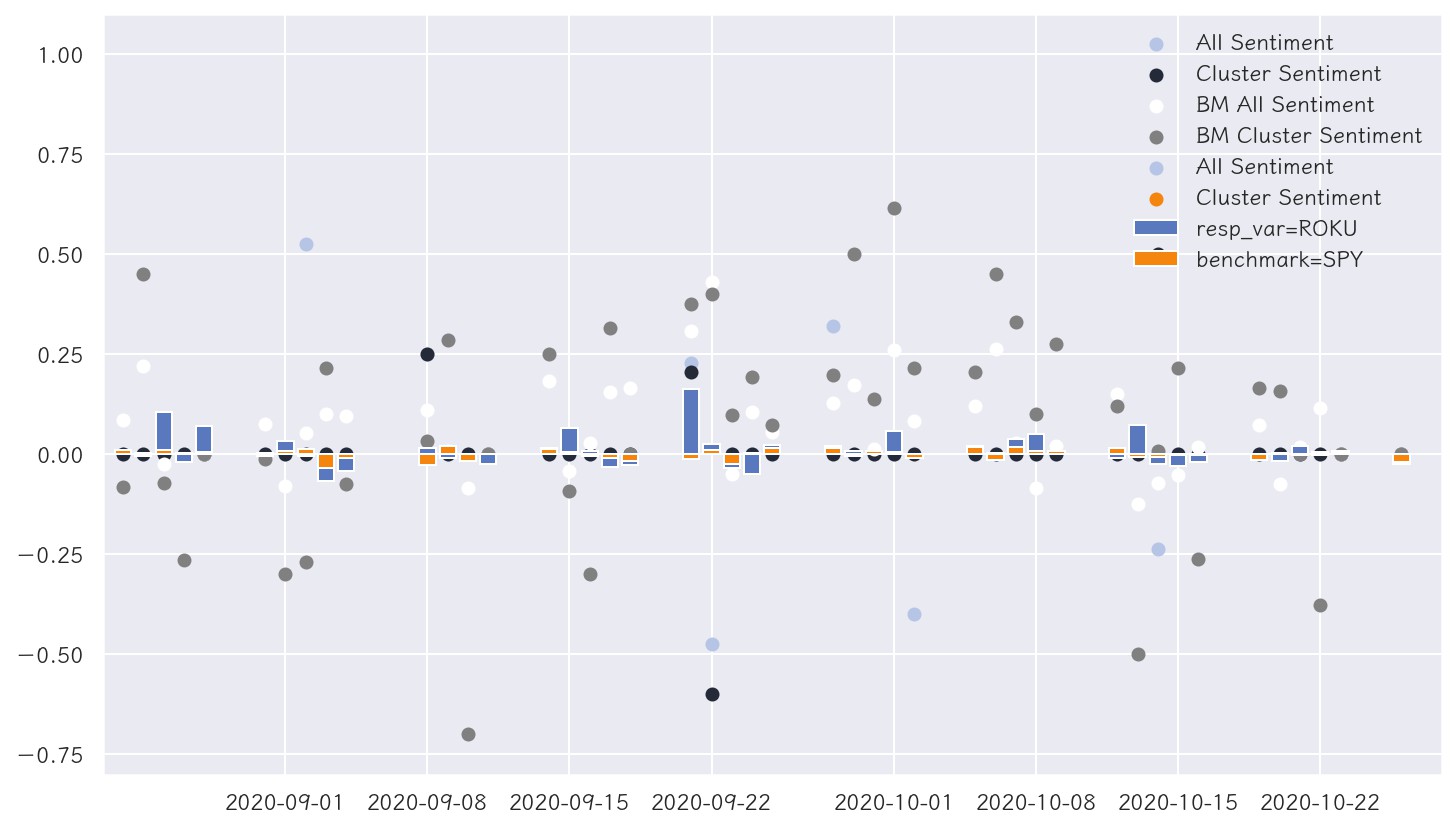 1.00
0.75
0.50
0.25
0.00
−0.25
−0.50
−0.75
All Sentiment
Cluster Sentiment
BM All Sentiment
BM Cluster Sentiment
All Sentiment
Cluster Sentiment
resp_var=ROKU
benchmark=SPY
2020-09-01 2020-09-08 2020-09-15 2020-09-22 2020-10-01 2020-10-08 2020-10-15 2020-10-22